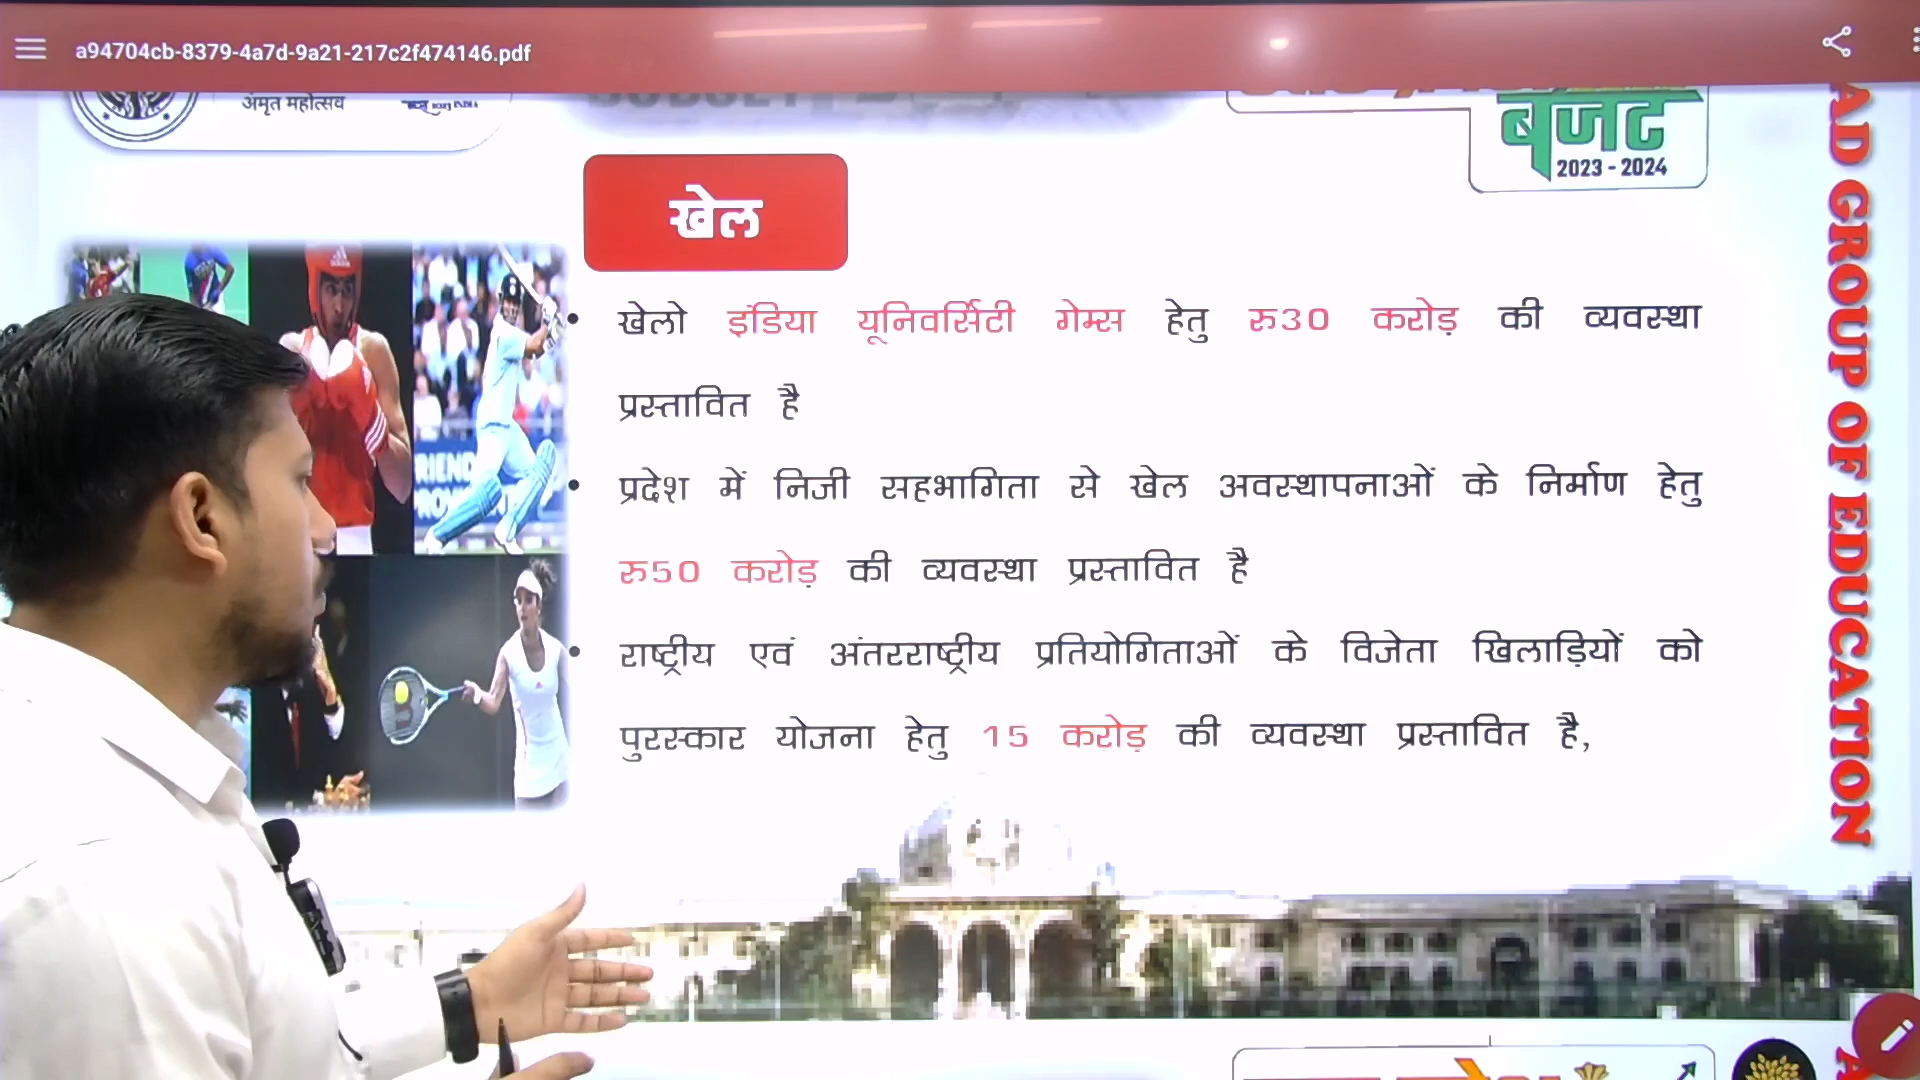 a94704cb-8379-4a7d-9a21-217c2f474146.pdf
अमृत महोत्सव
बजट
2023 - 2024
खेल
• खेलो इंडिया यूनिवर्सिटी गेम्स हेतु रु30 करोड़ की व्यवस्था
प्रस्तावित है
• प्रदेश में निजी सहभागिता से खेल अवस्थापनाओं के निर्माण हेतु
रु50 करोड़ की व्यवस्था प्रस्तावित है
• राष्ट्रीय एवं अंतरराष्ट्रीय प्रतियोगिताओं के विजेता खिलाड़ियों को
पुरस्कार योजना हेतु 15 करोड़ की व्यवस्था प्रस्तावित है,
AD GROUP OF EDUCATION